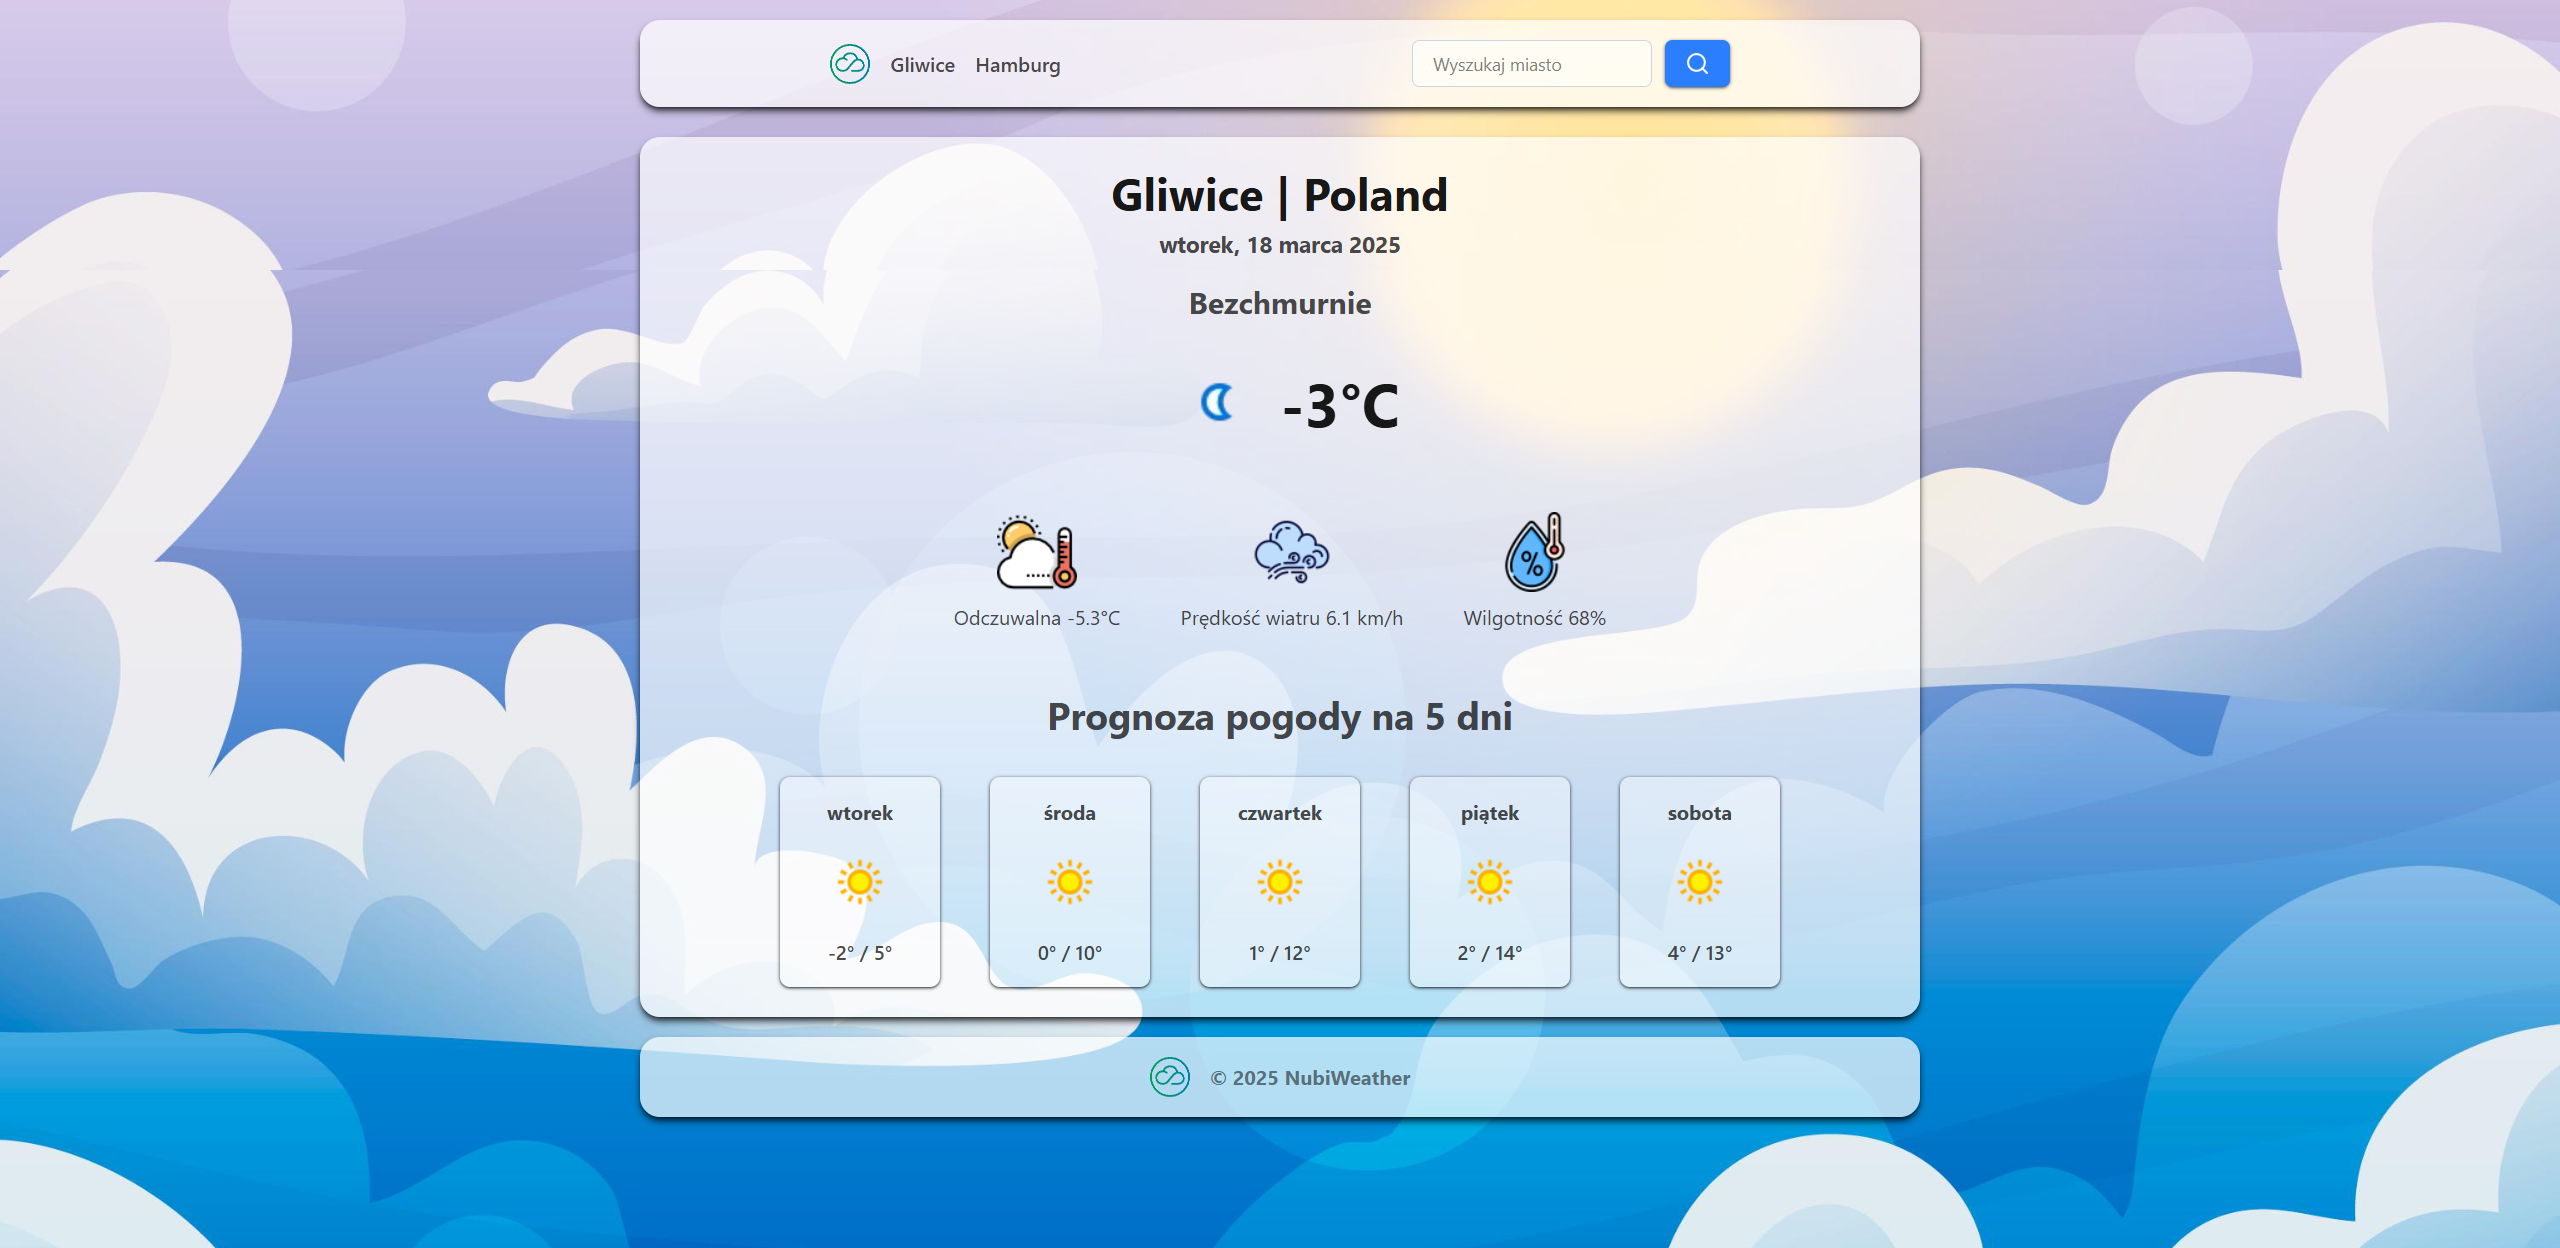 Gliwice Hamburg Wyszukaj miasto
Gliwice | Poland
wtorek, 18 marca 2025
Bezchmurnie
-3°C
%
Odczuwalna -5.3°C Prędkość wiatru 6.1 km/h Wilgotność 68%
Prognoza pogody na 5 dni
wtorek środa czwartek piątek sobota
-2° / 5° 0° / 10° 1° / 12° 2° / 14° 4° / 13°
© 2025 NubiWeather